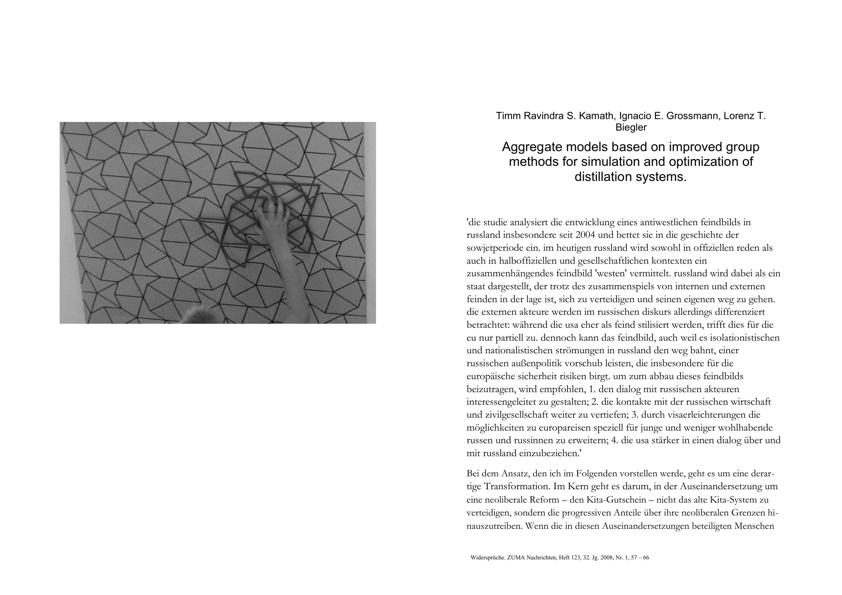 Timm Ravindra S. Kamath, Ignacio E. Grossmann, Lorenz T.
Biegler
Aggregate models based on improved group
methods for simulation and optimization of
distillation systems.
'die studie analysiert die entwicklung eines antiwestlichen feindbilds in
russland insbesondere seit 2004 und bettet sie in die geschichte der
sowjetperiode ein. im heutigen russland wird sowohl in offiziellen reden als
auch in halboffiziellen und gesellschaftlichen kontexten ein
zusammenhängendes feindbild 'westen' vermittelt. russland wird dabei als ein
staat dargestellt, der trotz des zusammenspiels von internen und externen
feinden in der lage ist, sich zu verteidigen und seinen eigenen weg zu gehen.
die externen akteure werden im russischen diskurs allerdings differenziert
betrachtet: während die usa eher als feind stilisiert werden, trifft dies für die
eu nur partiell zu. dennoch kann das feindbild, auch weil es isolationistischen
und nationalistischen strömungen in russland den weg bahnt, einer
russischen außenpolitik vorschub leisten, die insbesondere für die
europäische sicherheit risiken birgt. um zum abbau dieses feindbilds
beizutragen, wird empfohlen, 1. den dialog mit russischen akteuren
interessengeleitet zu gestalten; 2. die kontakte mit der russischen wirtschaft
und zivilgesellschaft weiter zu vertiefen; 3. durch visaerleichterungen die
möglichkeiten zu europareisen speziell für junge und weniger wohlhabende
russen und russinnen zu erweitern; 4. die usa stärker in einen dialog über und
mit russland einzubeziehen.'
Bei dem Ansatz, den ich im Folgenden vorstellen werde, geht es um eine derar-
tige Transformation. Im Kern geht es darum, in der Auseinandersetzung um
eine neoliberale Reform – den Kita-Gutschein – nicht das alte Kita-System zu
verteidigen, sondern die progressiven Anteile über ihre neoliberalen Grenzen hi-
nauszutreiben. Wenn die in diesen Auseinandersetzungen beteiligten Menschen
Widersprüche. ZUMA Nachrichten, Heft 123, 32. Jg. 2008, Nr. 1, 57 – 66